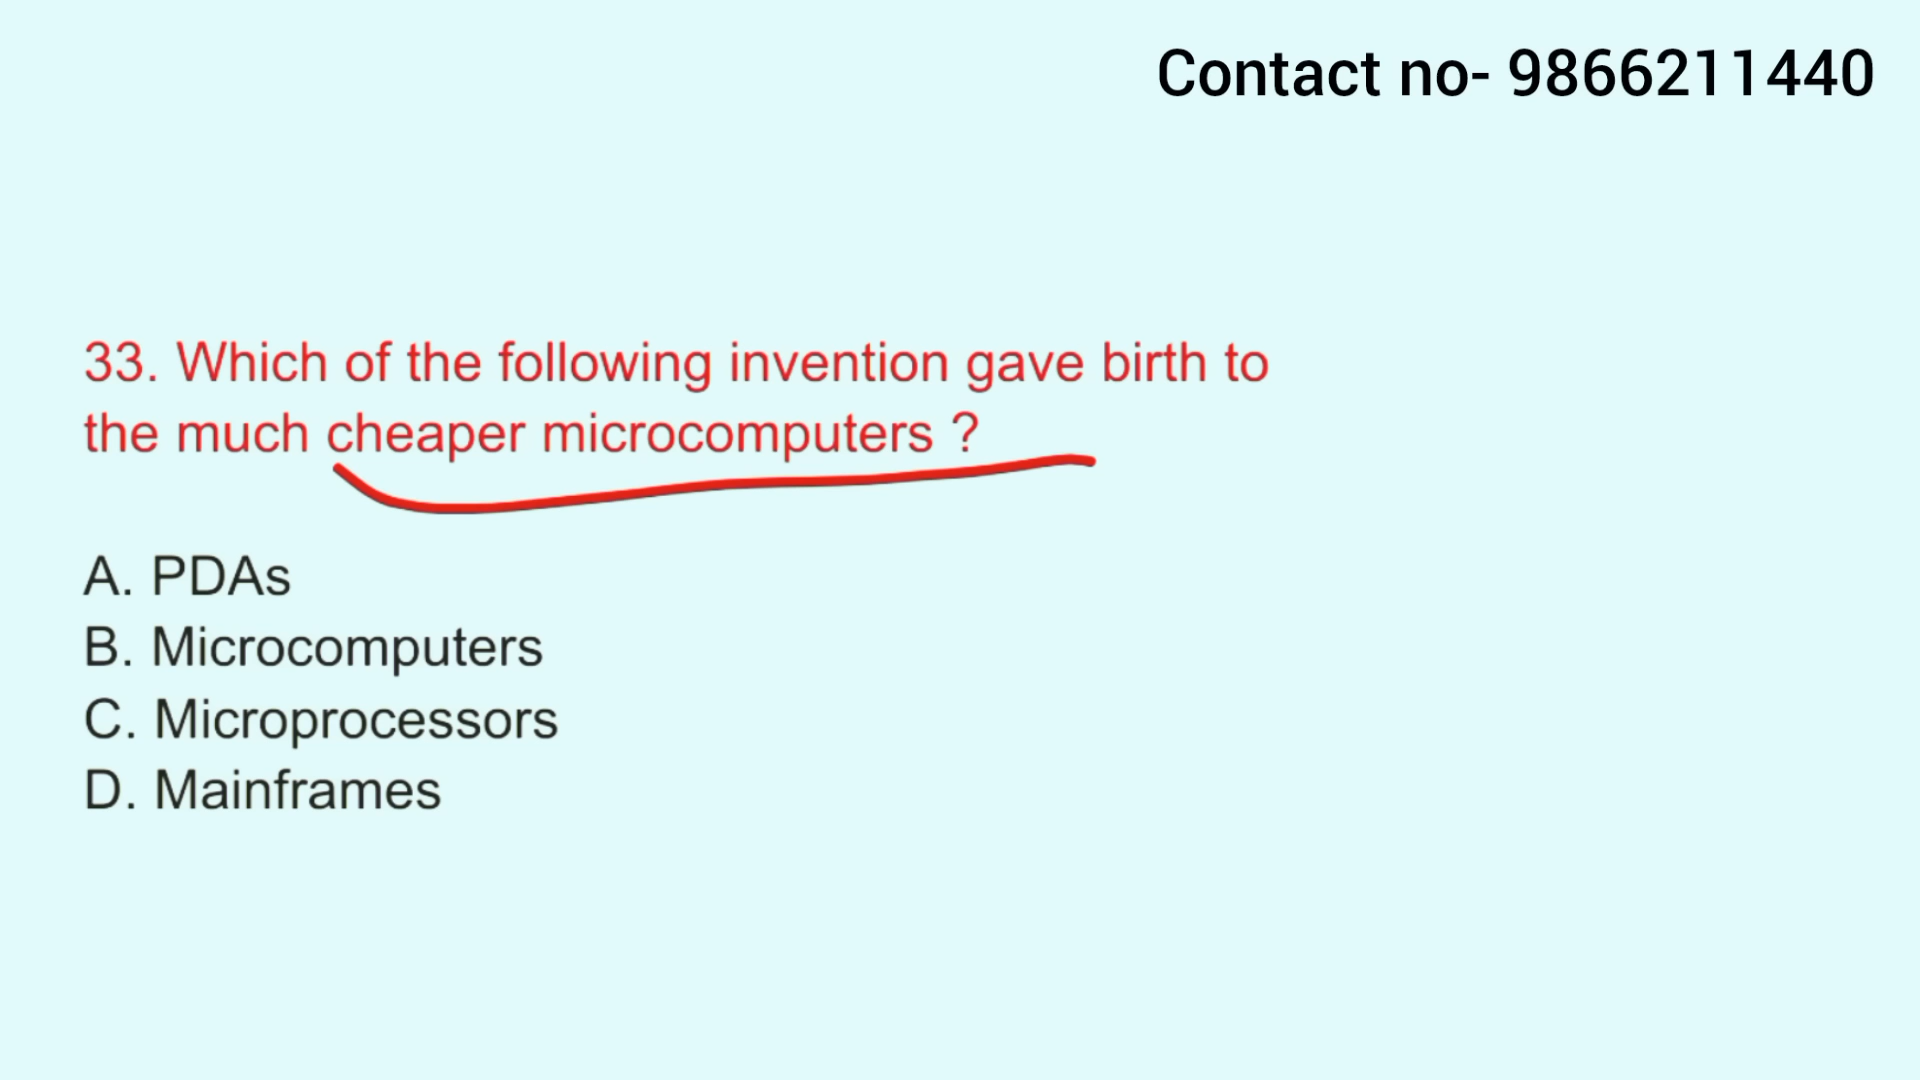 Contact no- 9866211440
33. Which of the following invention gave birth to
the much cheaper microcomputers ?
A. PDAs
B. Microcomputers
C. Microprocessors
D. Mainframes